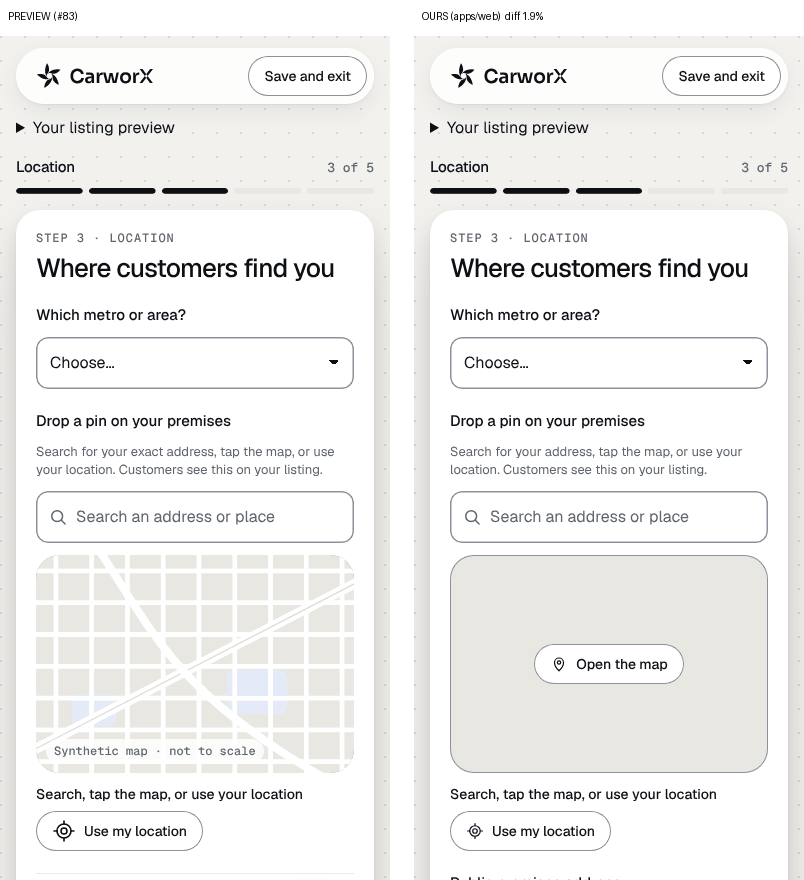 PREVIEW (#83)
CarworX
Save and exit
Your listing preview
Location
3 of 5
STEP 3 · LOCATION
Where customers find you
Which metro or area?
Choose...
Drop a pin on your premises
Search for your exact address, tap the map, or use
your location. Customers see this on your listing.
Search an address or place
Synthetic map · not to scale
Search, tap the map, or use your location
Use my location
OURS (apps/web) diff 1.9%
CarworX
Save and exit
Your listing preview
Location
3 of 5
STEP 3 · LOCATION
Where customers find you
Which metro or area?
Choose...
Drop a pin on your premises
Search for your address, tap the map, or use your
location. Customers see this on your listing.
Search an address or place
Open the map
Search, tap the map, or use your location
Use my location